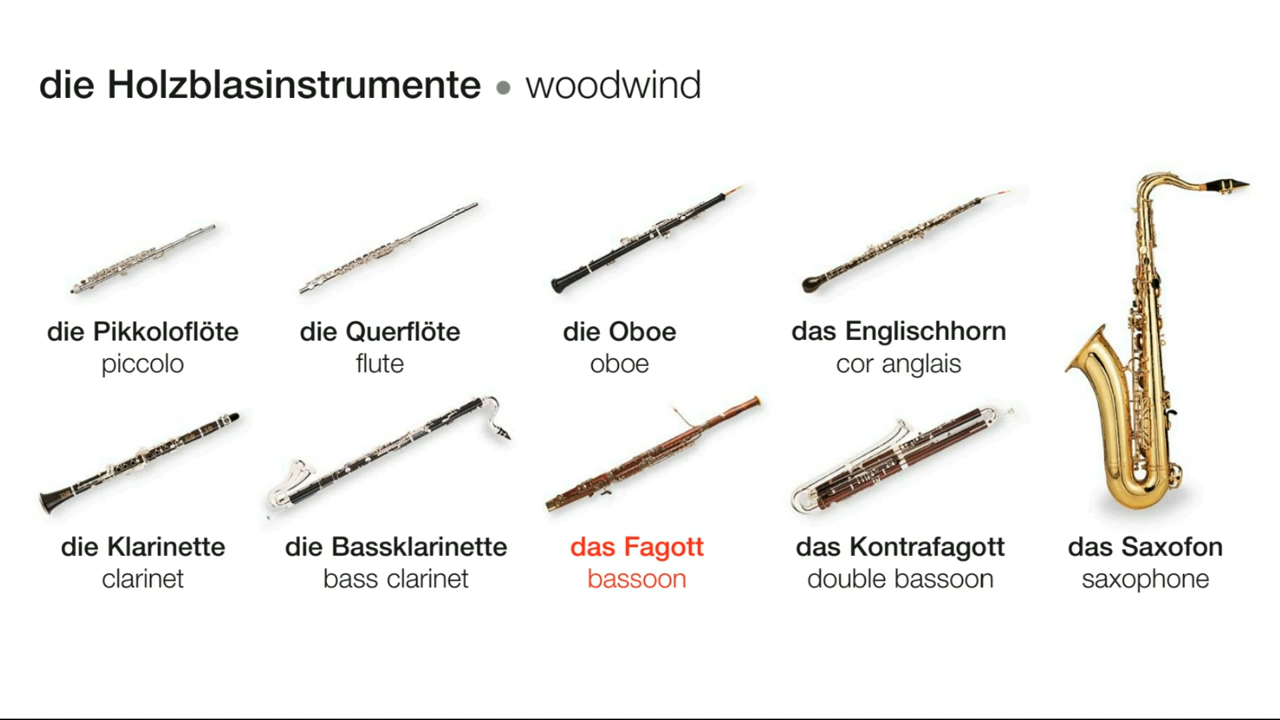 die Holzblasinstrumente • woodwind
die Pikkoloflöte
piccolo
die Querflöte
flute
die Oboe
oboe
das Englischhorn
cor anglais
die Klarinette
clarinet
die Bassklarinette
bass clarinet
das Fagott
bassoon
das Kontrafagott
double bassoon
das Saxofon
saxophone